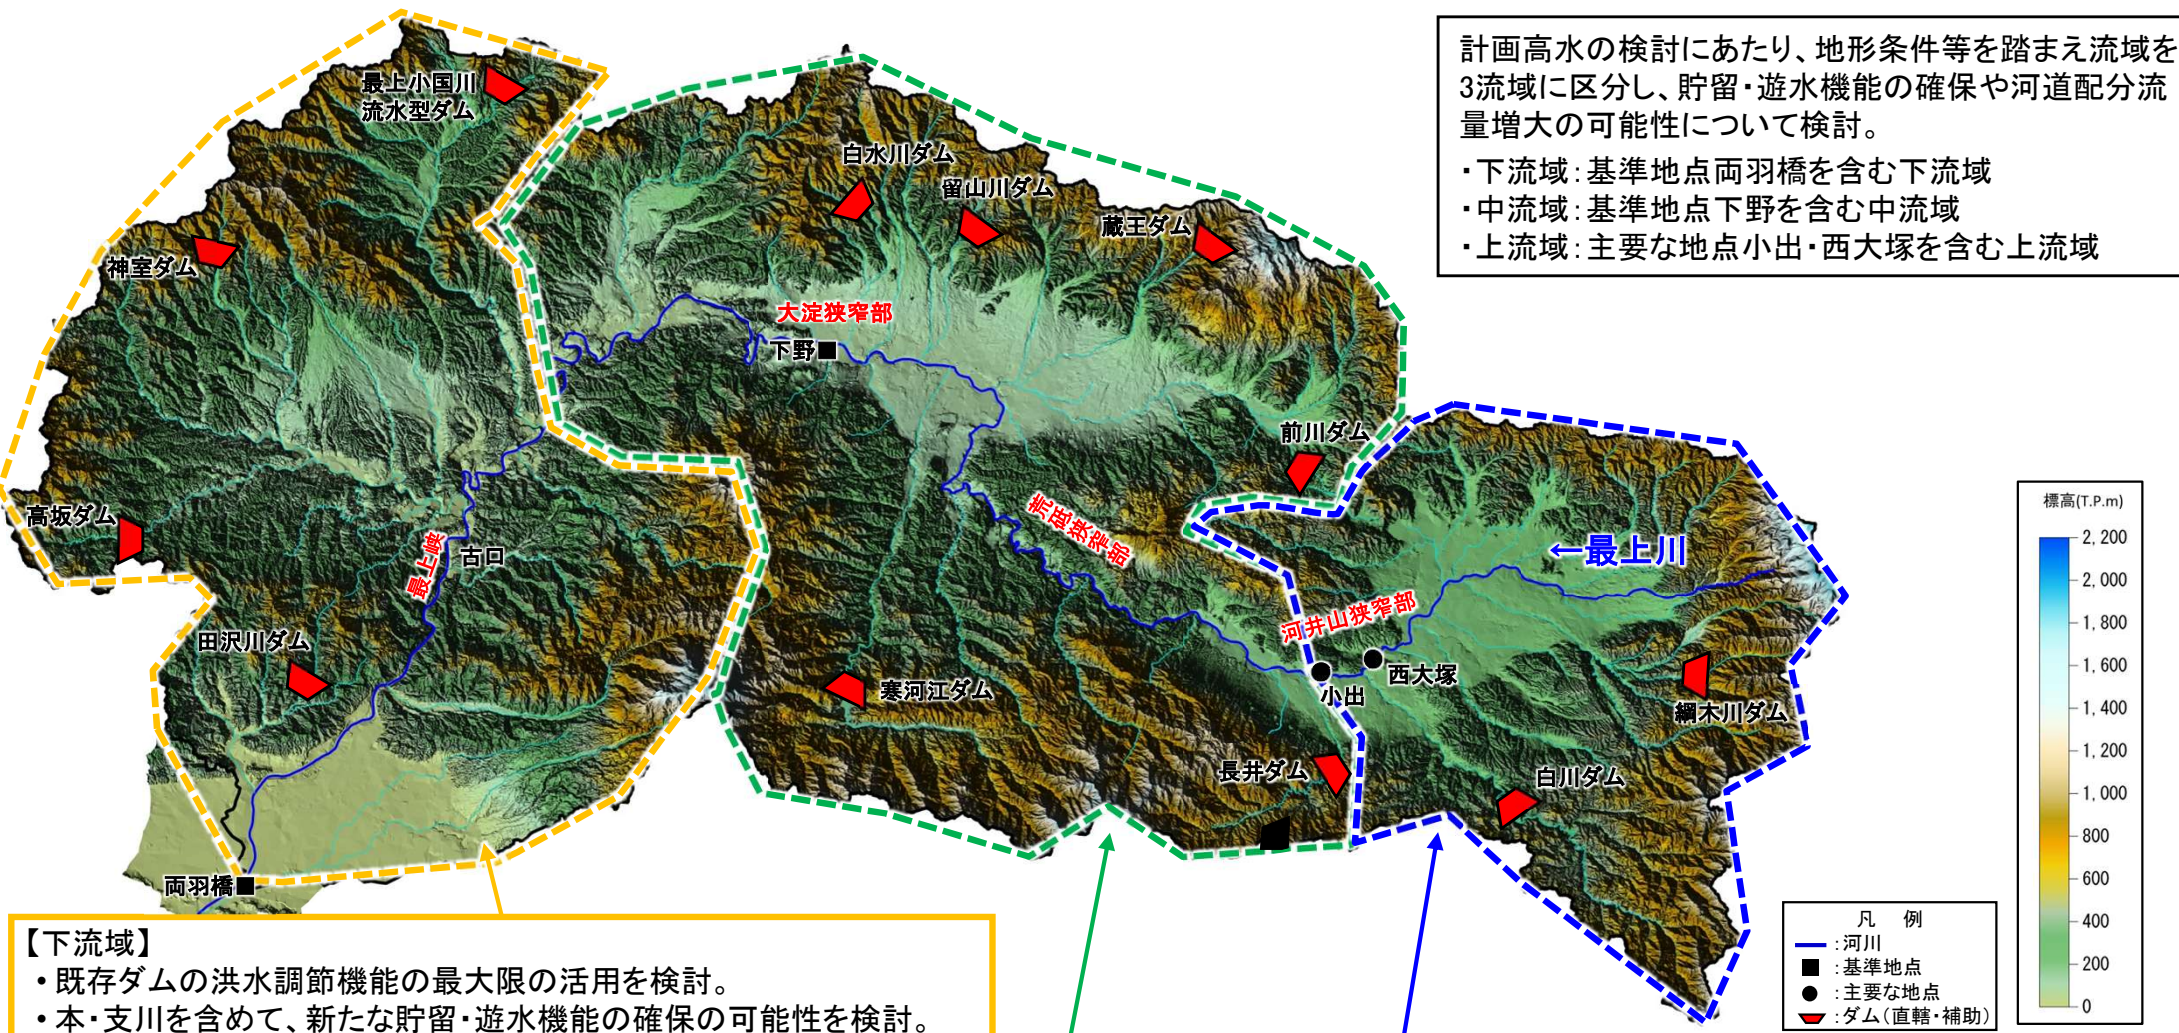 計画高水の検討にあたり、地形条件等を踏まえ流域を
3流域に区分し、貯留・遊水機能の確保や河道配分流
量増大の可能性について検討。
・下流域：基準地点両羽橋を含む下流域
・中流域：基準地点下野を含む中流域
・上流域：主要な地点小出・西大塚を含む上流域
最上小国川
流水型ダム
白水川ダム
留山川ダム
蔵王ダム
神室ダム
大淀狭窄部
下野
前川ダム
高坂ダム
最上峡
古口
荒砥狭窄部
←最上川
河井山狭窄部
田沢川ダム
寒河江ダム
小出
西大塚
綱木川ダム
長井ダム
白川ダム
両羽橋
標高(T.P.m)
2,200
2,000
1,800
1,600
1,400
1,200
1,000
800
600
400
200
0
凡 例
：河川
：基準地点
：主要な地点
：ダム（直轄・補助）
【下流域】
・既存ダムの洪水調節機能の最大限の活用を検討。
・本・支川を含めて、新たな貯留・遊水機能の確保の可能性を検討。